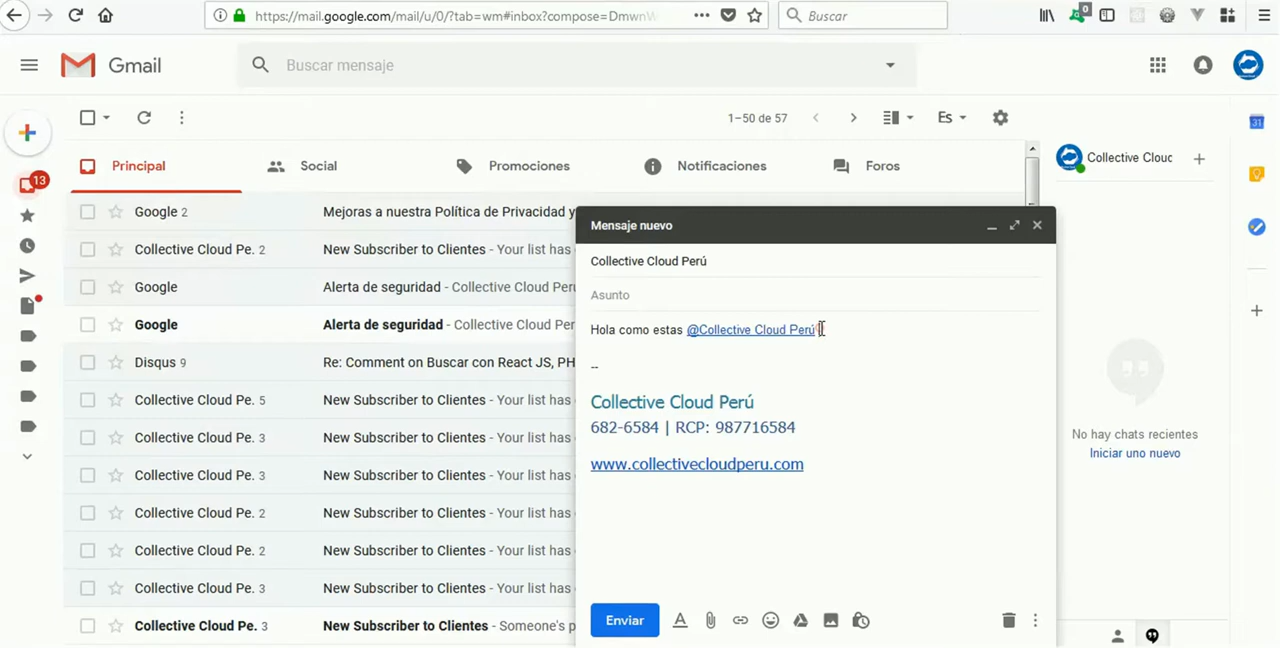 https://mail.google.com/mail/u/0/?tab=wm#inbox?compose=DmwnW
Buscar
0
Gmail
Buscar mensaje
1–50 de 57
Es
31
13
Principal
Social
Promociones
Notificaciones
Foros
Collective Clouc
Google 2
Mejoras a nuestra Política de Privacidad y
Collective Cloud Pe. 2
New Subscriber to Clientes - Your list has
Google
Alerta de seguridad - Collective Cloud Perú
Google
Alerta de seguridad - Collective Cloud Per
Disqus 9
Re: Comment on Buscar con React JS, PH
Collective Cloud Pe. 5
New Subscriber to Clientes - Your list has
Collective Cloud Pe. 3
New Subscriber to Clientes - Your list has
Collective Cloud Pe. 3
New Subscriber to Clientes - Your list has
Collective Cloud Pe. 2
New Subscriber to Clientes - Your list has
Collective Cloud Pe. 2
New Subscriber to Clientes - Your list has
Collective Cloud Pe. 3
New Subscriber to Clientes - Your list has
Collective Cloud Pe. 3
New Subscriber to Clientes - Someone's p
Mensaje nuevo
Collective Cloud Perú
Asunto
Hola como estas @Collective Cloud Perú
--
Collective Cloud Perú
682-6584 | RCP: 987716584
www.collectivecloudperu.com
Enviar
No hay chats recientes
Iniciar uno nuevo